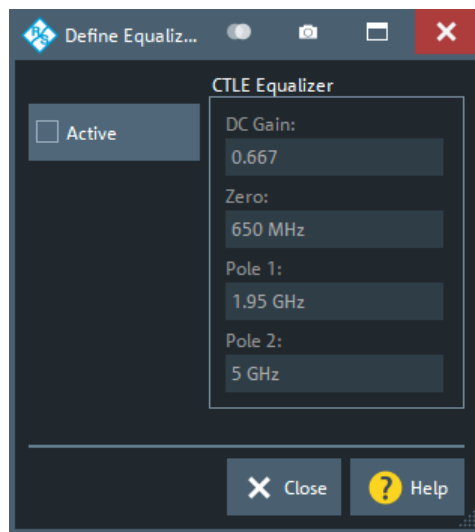 Define Equaliz...
CTLE Equalizer
Active
DC Gain:
0.667
Zero:
650 MHz
Pole 1:
1.95 GHz
Pole 2:
5 GHz
Close
Help